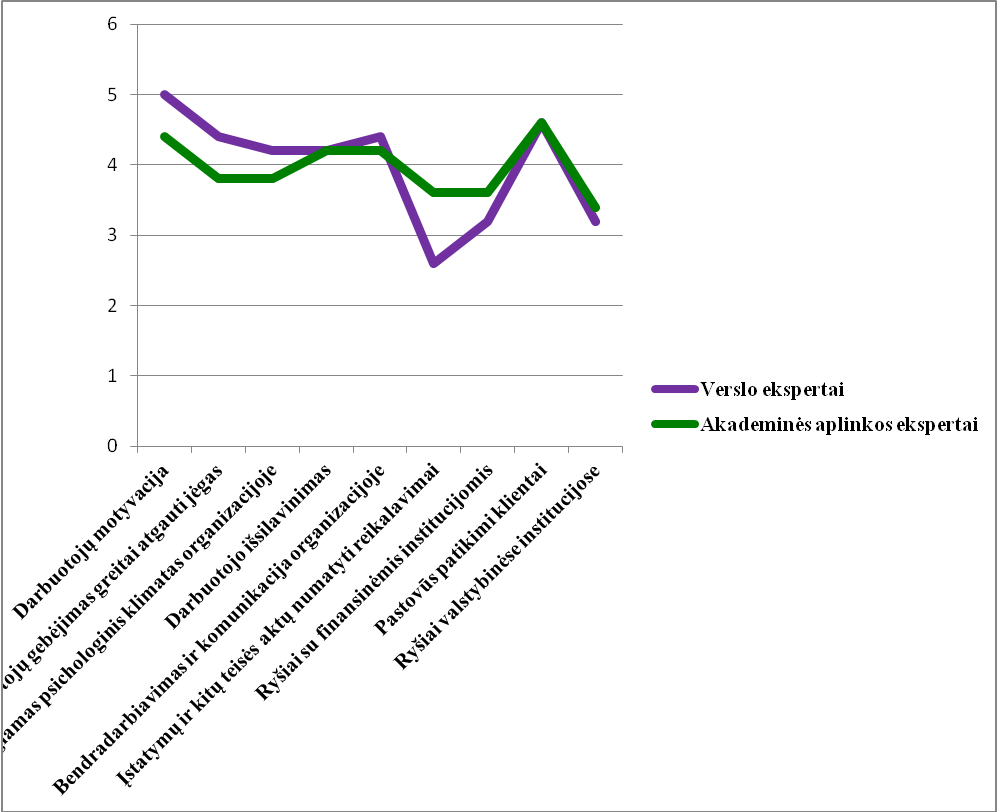 6
5
4
3
2
1
0
Darbuotojų motyvacija
gebėjimas greitai atgauti jėgas
psichologinis klimatas organizacijoje
Darbuotojo išsilavinimas
Bendradarbiavimas ir komunikacija organizacijoje
Įstatymų ir kitų teisės aktų numatyti reikalavimai
Ryšiai su finansinėmis institucijomis
Pastovūs patikimi klientai
Ryšiai valstybinėse institucijose
Verslo ekspertai
Akademinės aplinkos ekspertai